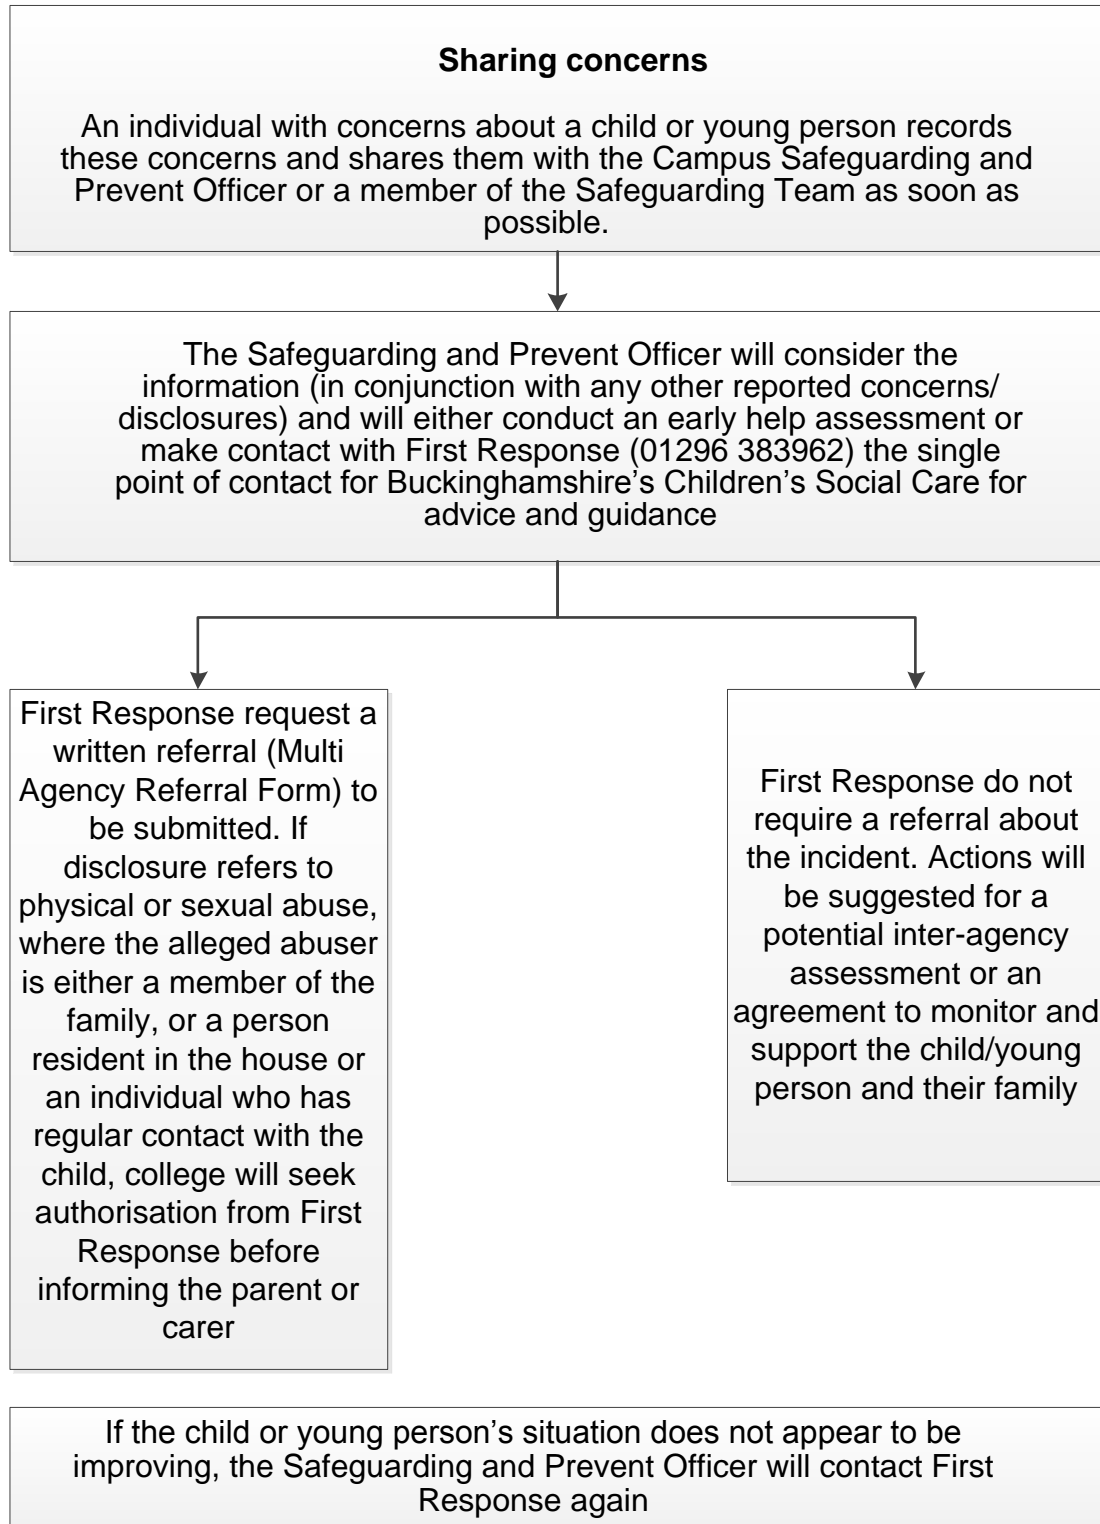 Sharing concerns
An individual with concerns about a child or young person records
these concerns and shares them with the Campus Safeguarding and
Prevent Officer or a member of the Safeguarding Team as soon as
possible.
The Safeguarding and Prevent Officer will consider the
information (in conjunction with any other reported concerns/
disclosures) and will either conduct an early help assessment or
make contact with First Response (01296 383962) the single
point of contact for Buckinghamshire’s Children’s Social Care for
advice and guidance
First Response request a
written referral (Multi
Agency Referral Form) to
be submitted. If
disclosure refers to
physical or sexual abuse,
where the alleged abuser
is either a member of the
family, or a person
resident in the house or
an individual who has
regular contact with the
child, college will seek
authorisation from First
Response before
informing the parent or
carer
First Response do not
require a referral about
the incident. Actions will
be suggested for a
potential inter-agency
assessment or an
agreement to monitor and
support the child/young
person and their family
If the child or young person’s situation does not appear to be
improving, the Safeguarding and Prevent Officer will contact First
Response again